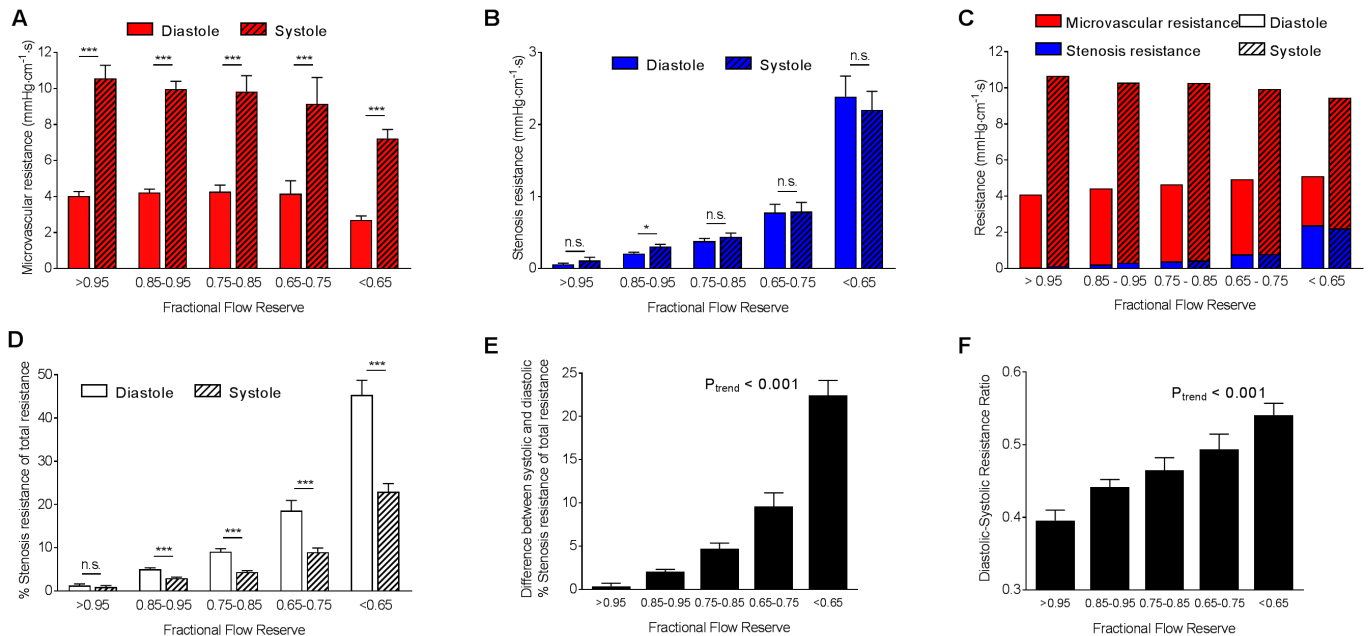 A
Diastole
Systole
Microvascular resistance (mmHg·cm⁻¹·s)
12
10
8
6
4
2
0
***
***
***
***
***
>0.95
0.85-0.95
0.75-0.85
0.65-0.75
<0.65
Fractional Flow Reserve
B
Diastole
Systole
Stenosis resistance (mmHg·cm⁻¹·s)
3
2
1
0
n.s.
*
n.s.
n.s.
n.s.
>0.95
0.85-0.95
0.75-0.85
0.65-0.75
<0.65
Fractional Flow Reserve
C
Microvascular resistance
Diastole
Stenosis resistance
Systole
Resistance (mmHg·cm⁻¹·s)
12
10
8
6
4
2
0
> 0.95
0.85 - 0.95
0.75 - 0.85
0.65 - 0.75
< 0.65
Fractional Flow Reserve
D
Diastole
Systole
% Stenosis resistance of total resistance
50
40
30
20
10
0
n.s.
***
***
***
***
>0.95
0.85-0.95
0.75-0.85
0.65-0.75
<0.65
Fractional Flow Reserve
E
Ptrend < 0.001
Difference between systolic and diastolic
% Stenosis resistance of total resistance
25
20
15
10
5
0
>0.95
0.85-0.95
0.75-0.85
0.65-0.75
<0.65
Fractional Flow Reserve
F
Ptrend < 0.001
Diastolic-Systolic Resistance Ratio
0.6
0.5
0.4
0.3
>0.95
0.85-0.95
0.75-0.85
0.65-0.75
<0.65
Fractional Flow Reserve